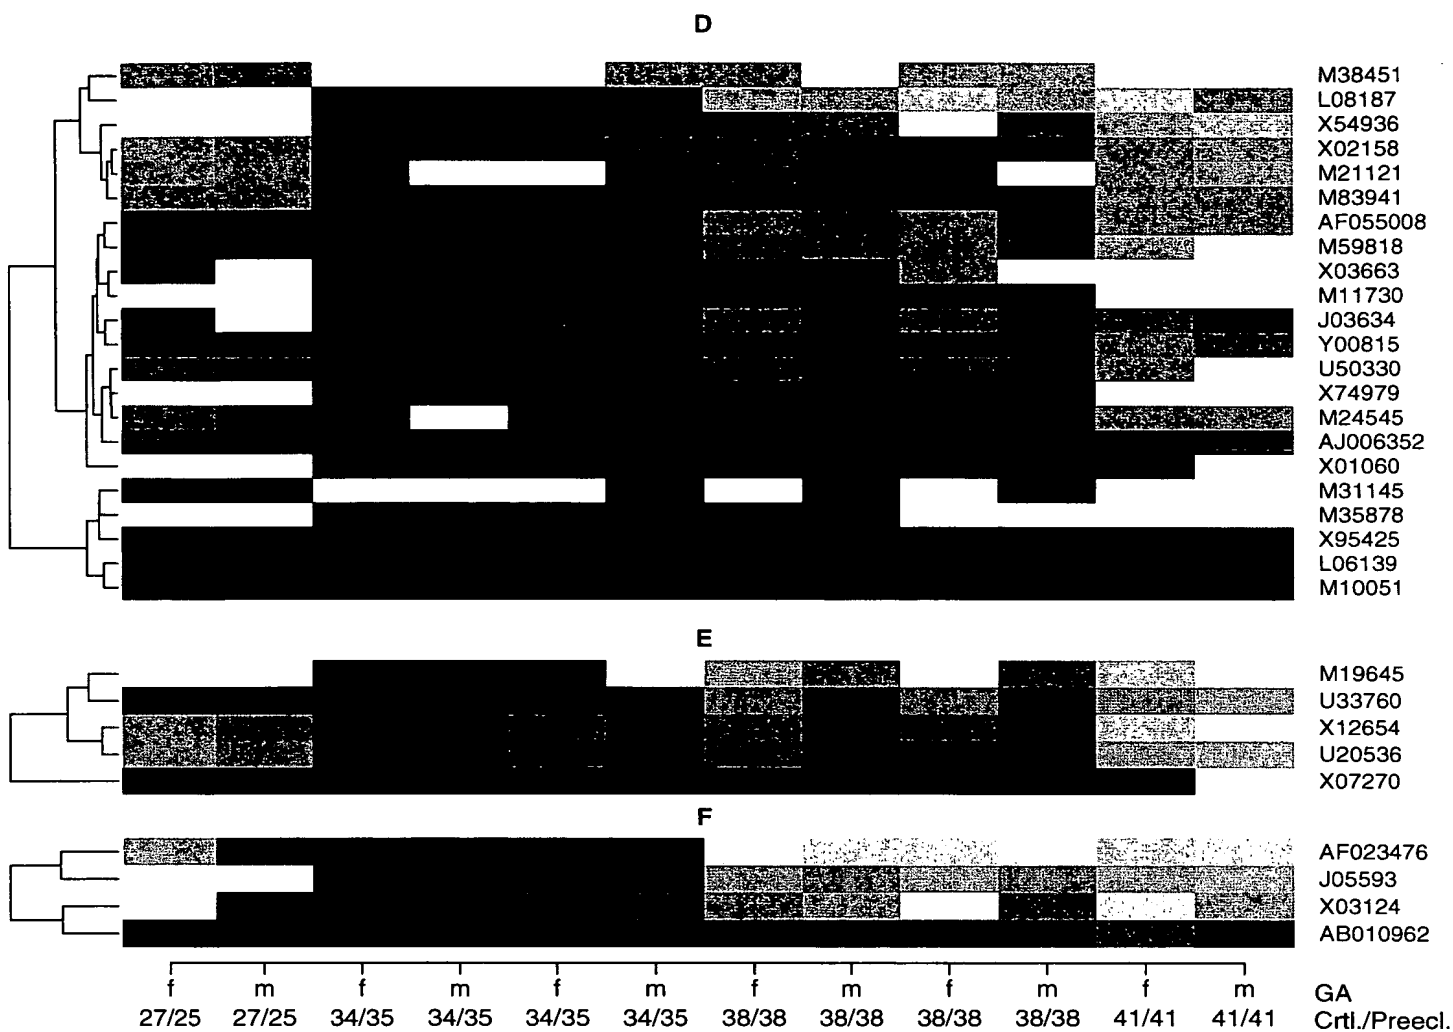 D
M38451
L08187
X54936
X02158
M21121
M83941
AF055008
M59818
X03663
M11730
J03634
Y00815
U50330
X74979
M24545
AJ006352
X01060
M31145
M35878
X95425
L06139
M10051
E
M19645
U33760
X12654
U20536
X07270
F
AF023476
J05593
X03124
AB010962
f m f m f m f m f m f m GA
27/25 27/25 34/35 34/35 34/35 34/35 38/38 38/38 38/38 38/38 41/41 41/41 Crtl./Preecl.